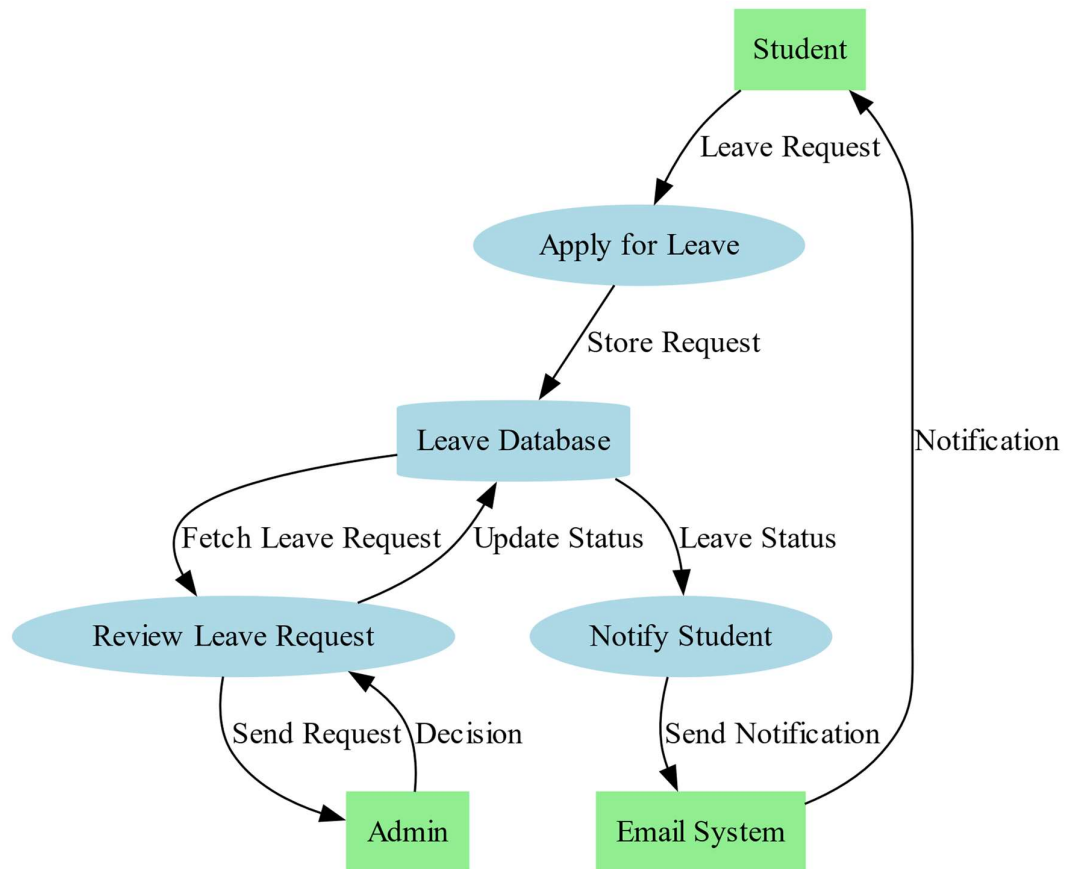 Student
Leave Request
Apply for Leave
Store Request
Leave Database
Notification
Fetch Leave Request
Update Status
Leave Status
Review Leave Request
Notify Student
Send Request
Decision
Send Notification
Admin
Email System